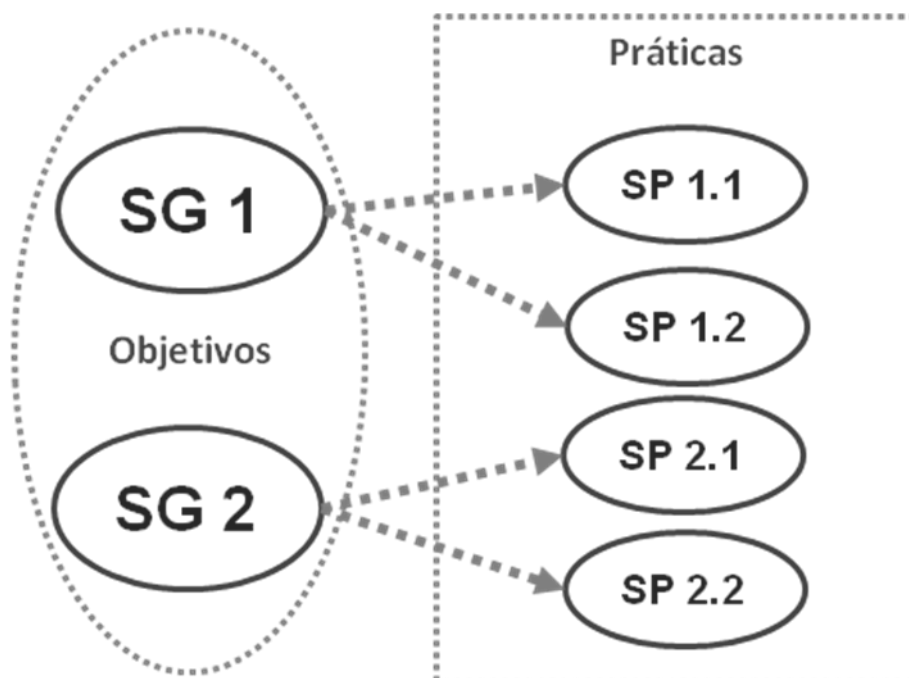 Práticas
SG 1
SP 1.1
SP 1.2
Objetivos
SG 2
SP 2.1
SP 2.2